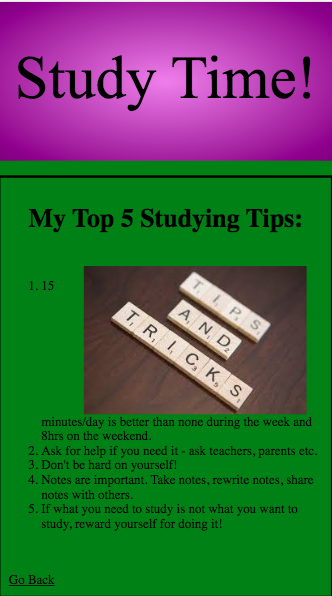 Study Time!
My Top 5 Studying Tips:
1. 15
TIPS
AND
TRICKS
minutes/day is better than none during the week and
8hrs on the weekend.
2. Ask for help if you need it - ask teachers, parents etc.
3. Don't be hard on yourself!
4. Notes are important. Take notes, rewrite notes, share
notes with others.
5. If what you need to study is not what you want to
study, reward yourself for doing it!
Go Back